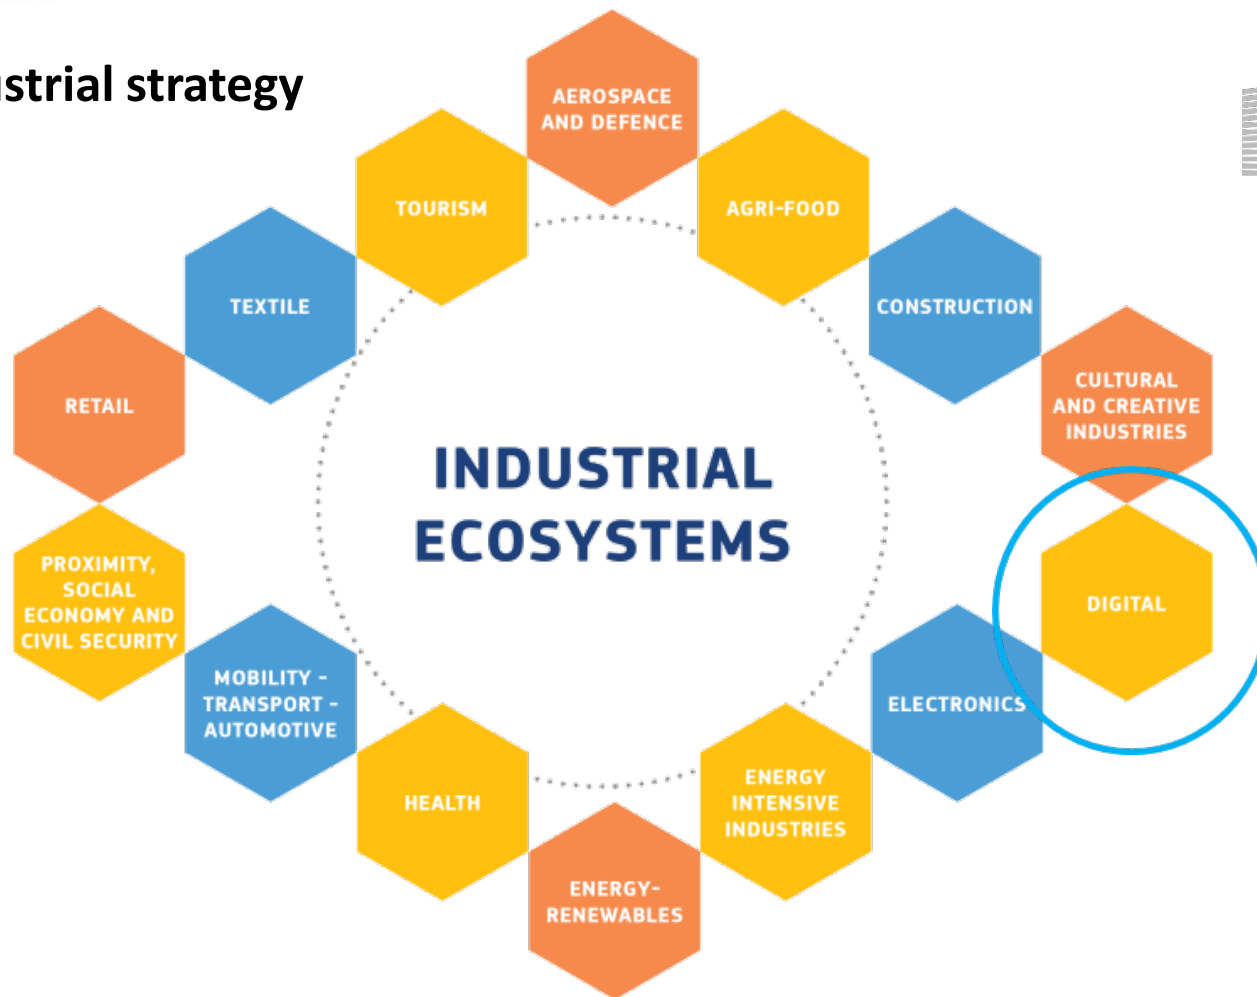 strial strategy
AEROSPACE
AND DEFENCE
TOURISM
AGRI-FOOD
TEXTILE
CONSTRUCTION
RETAIL
CULTURAL
AND CREATIVE
INDUSTRIES
INDUSTRIAL
ECOSYSTEMS
PROXIMITY,
SOCIAL
ECONOMY AND
CIVIL SECURITY
DIGITAL
MOBILITY -
TRANSPORT -
AUTOMOTIVE
ELECTRONICS
HEALTH
ENERGY
INTENSIVE
INDUSTRIES
ENERGY-
RENEWABLES